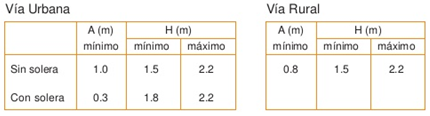 Vía Urbana Vía Rural
A (m) H (m) A (m) H (m)
mínimo mínimo máximo mínimo mínimo máximo
Sin solera 1.0 1.5 2.2 0.8 1.5 2.2
Con solera 0.3 1.8 2.2